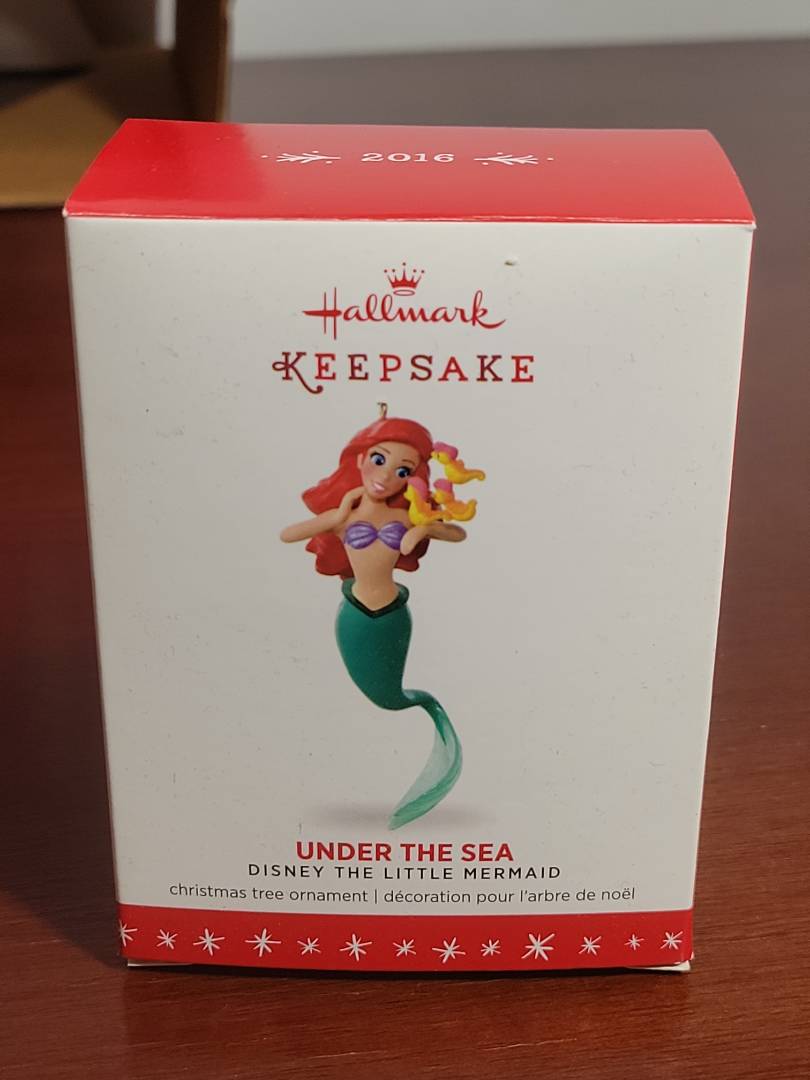 2016
Hallmark
KEEPSAKE
UNDER THE SEA
DISNEY THE LITTLE MERMAID
christmas tree ornament | décoration pour l'arbre de noël